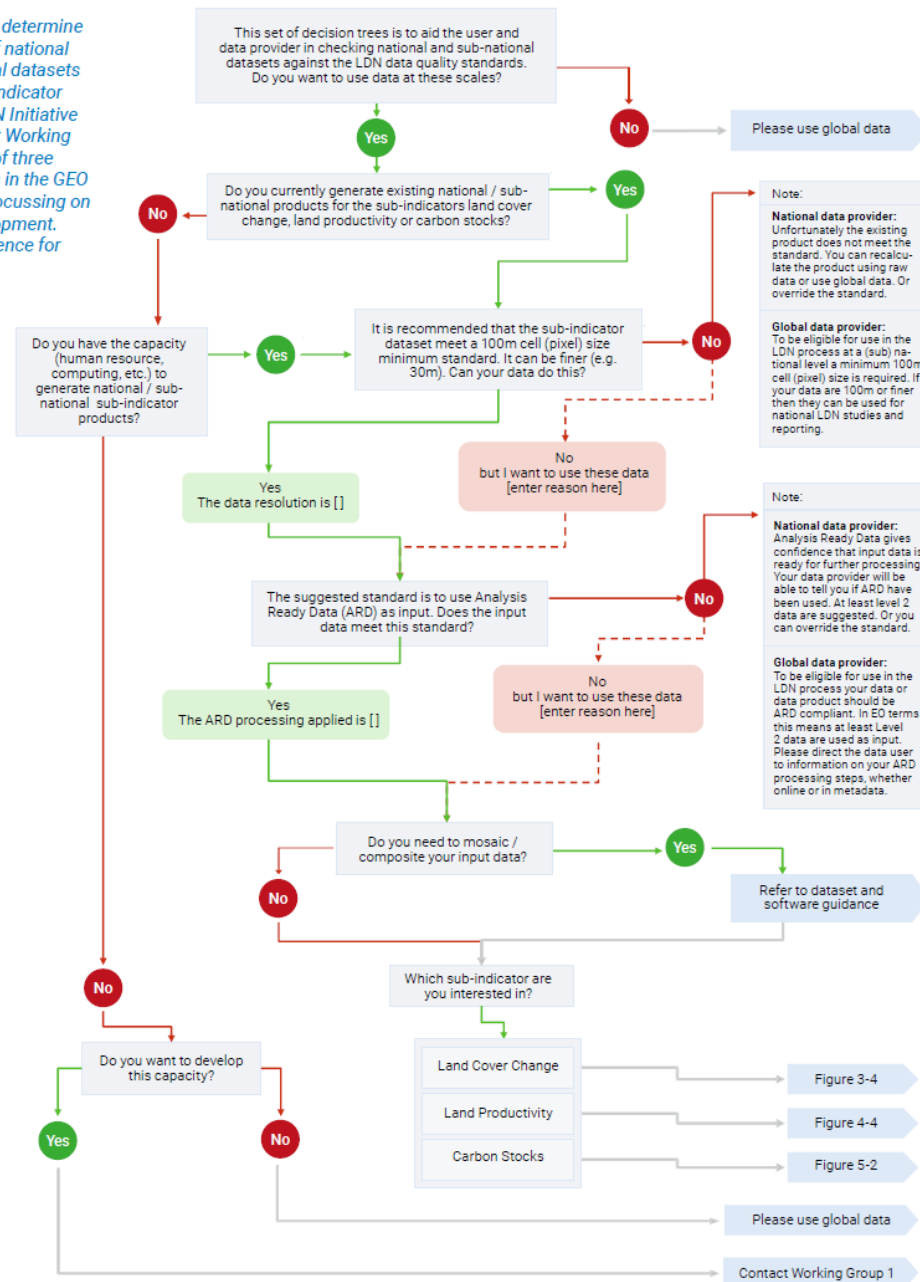 determine
f national
al datasets
ndicator
N Initiative
Working
of three
s in the GEO
ocussing on
opment.
ence for
This set of decision trees is to aid the user and
data provider in checking national and sub-national
datasets against the LDN data quality standards.
Do you want to use data at these scales?
Yes
No
Please use global data
Do you currently generate existing national / sub-
national products for the sub-indicators land cover
change, land productivity or carbon stocks?
Yes
No
Note:
National data provider:
Unfortunately the existing
product does not meet the
standard. You can recalcu-
late the product using raw
data or use global data. Or
override the standard.
Global data provider:
To be eligible for use in the
LDN process at a (sub) na-
tional level a minimum 100m
cell (pixel) size is required. If
your data are 100m or finer
then they can be used for
national LDN studies and
reporting.
Do you have the capacity
(human resource,
computing, etc.) to
generate national / sub-
national sub-indicator
products?
Yes
It is recommended that the sub-indicator
dataset meet a 100m cell (pixel) size
minimum standard. It can be finer (e.g.
30m). Can your data do this?
No
No
but I want to use these data
[enter reason here]
Yes
The data resolution is [ ]
Note:
National data provider:
Analysis Ready Data gives
confidence that input data is
ready for further processing
Your data provider will be
able to tell you if ARD have
been used. At least level 2
data are suggested. Or you
can override the standard.
Global data provider:
To be eligible for use in the
LDN process your data or
data product should be
ARD compliant. In EO terms
this means at least Level
2 data are used as input.
Please direct the data user
to information on your ARD
processing steps, whether
online or in metadata.
The suggested standard is to use Analysis
Ready Data (ARD) as input. Does the input
data meet this standard?
No
No
but I want to use these data
[enter reason here]
Yes
The ARD processing applied is [ ]
Do you need to mosaic /
composite your input data?
Yes
No
Refer to dataset and
software guidance
Which sub-indicator are
you interested in?
No
Do you want to develop
this capacity?
Land Cover Change
Land Productivity
Carbon Stocks
Figure 3-4
Figure 4-4
Figure 5-2
Yes
No
Please use global data
Contact Working Group 1